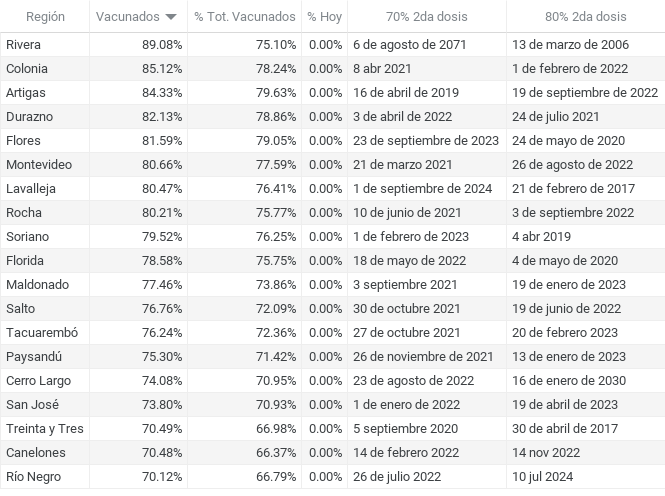 Región Vacunados % Tot. Vacunados % Hoy 70% 2da dosis 80% 2da dosis
Rivera 89.08% 75.10% 0.00% 6 de agosto de 2071 13 de marzo de 2006
Colonia 85.12% 78.24% 0.00% 8 abr 2021 1 de febrero de 2022
Artigas 84.33% 79.63% 0.00% 16 de abril de 2019 19 de septiembre de 2022
Durazno 82.13% 78.86% 0.00% 3 de abril de 2022 24 de julio 2021
Flores 81.59% 79.05% 0.00% 23 de septiembre de 2023 24 de mayo de 2020
Montevideo 80.66% 77.59% 0.00% 21 de marzo 2021 26 de agosto de 2022
Lavalleja 80.47% 76.41% 0.00% 1 de septiembre de 2024 21 de febrero de 2017
Rocha 80.21% 75.77% 0.00% 10 de junio de 2021 3 de septiembre de 2022
Soriano 79.52% 76.25% 0.00% 1 de febrero de 2023 4 abr 2019
Florida 78.58% 75.75% 0.00% 18 de mayo de 2022 4 de mayo de 2020
Maldonado 77.46% 73.86% 0.00% 3 septiembre 2021 19 de enero de 2023
Salto 76.76% 72.09% 0.00% 30 de octubre 2021 19 de junio de 2022
Tacuarembó 76.24% 72.36% 0.00% 27 de octubre 2021 20 de febrero 2023
Paysandú 75.30% 71.42% 0.00% 26 de noviembre de 2021 13 de enero de 2023
Cerro Largo 74.08% 70.95% 0.00% 23 de agosto de 2022 16 de enero de 2030
San José 73.80% 70.93% 0.00% 1 de enero de 2022 19 de abril de 2023
Treinta y Tres 70.49% 66.98% 0.00% 5 septiembre 2020 30 de abril de 2017
Canelones 70.48% 66.37% 0.00% 14 de febrero de 2022 14 nov 2022
Río Negro 70.12% 66.79% 0.00% 26 de julio 2022 10 jul 2024